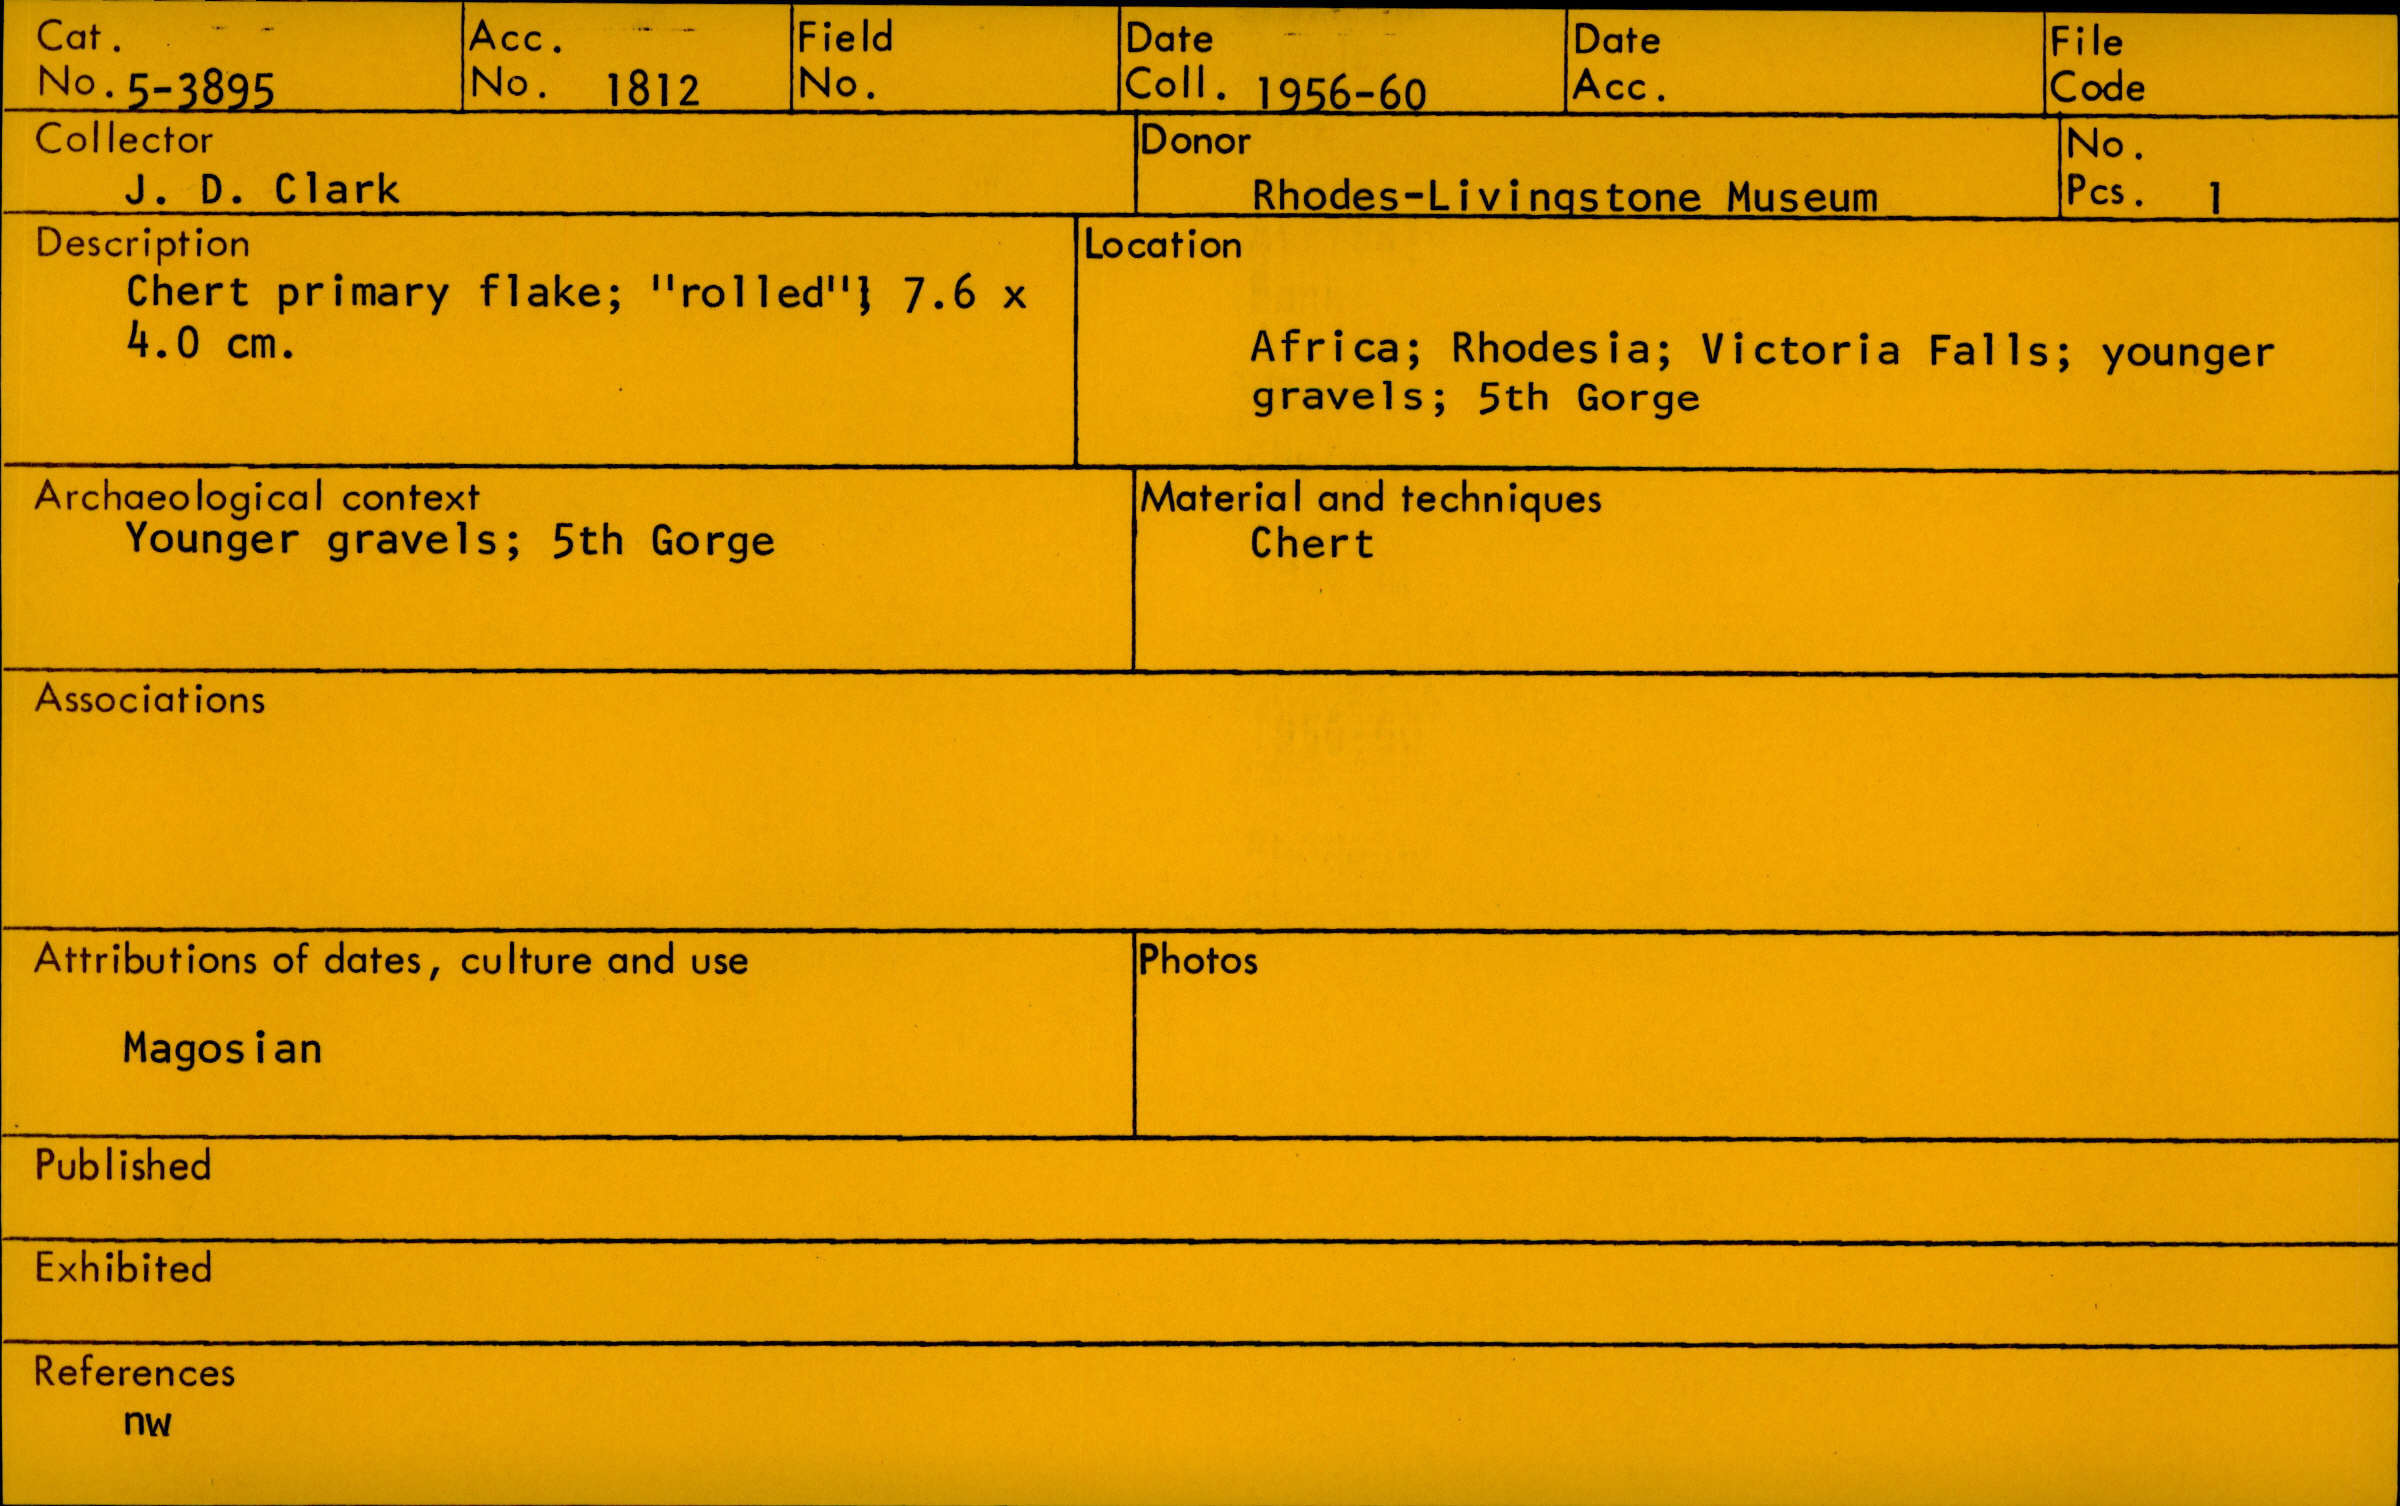 Cat. No. 5-3895
Acc. No. 1812
Field No.
Date Coll. 1956-60
Date Acc.
File Code
Collector
J. D. Clark
Donor
Rhodes-Livingstone Museum
No. Pcs. 1
Description
Chert primary flake; "rolled"; 7.6 x
4.0 cm.
Location
Africa; Rhodesia; Victoria Falls; younger
gravels; 5th Gorge
Archaeological context
Younger gravels; 5th Gorge
Material and techniques
Chert
Associations
Attributions of dates, culture and use
Magosian
Photos
Published
Exhibited
References
nw